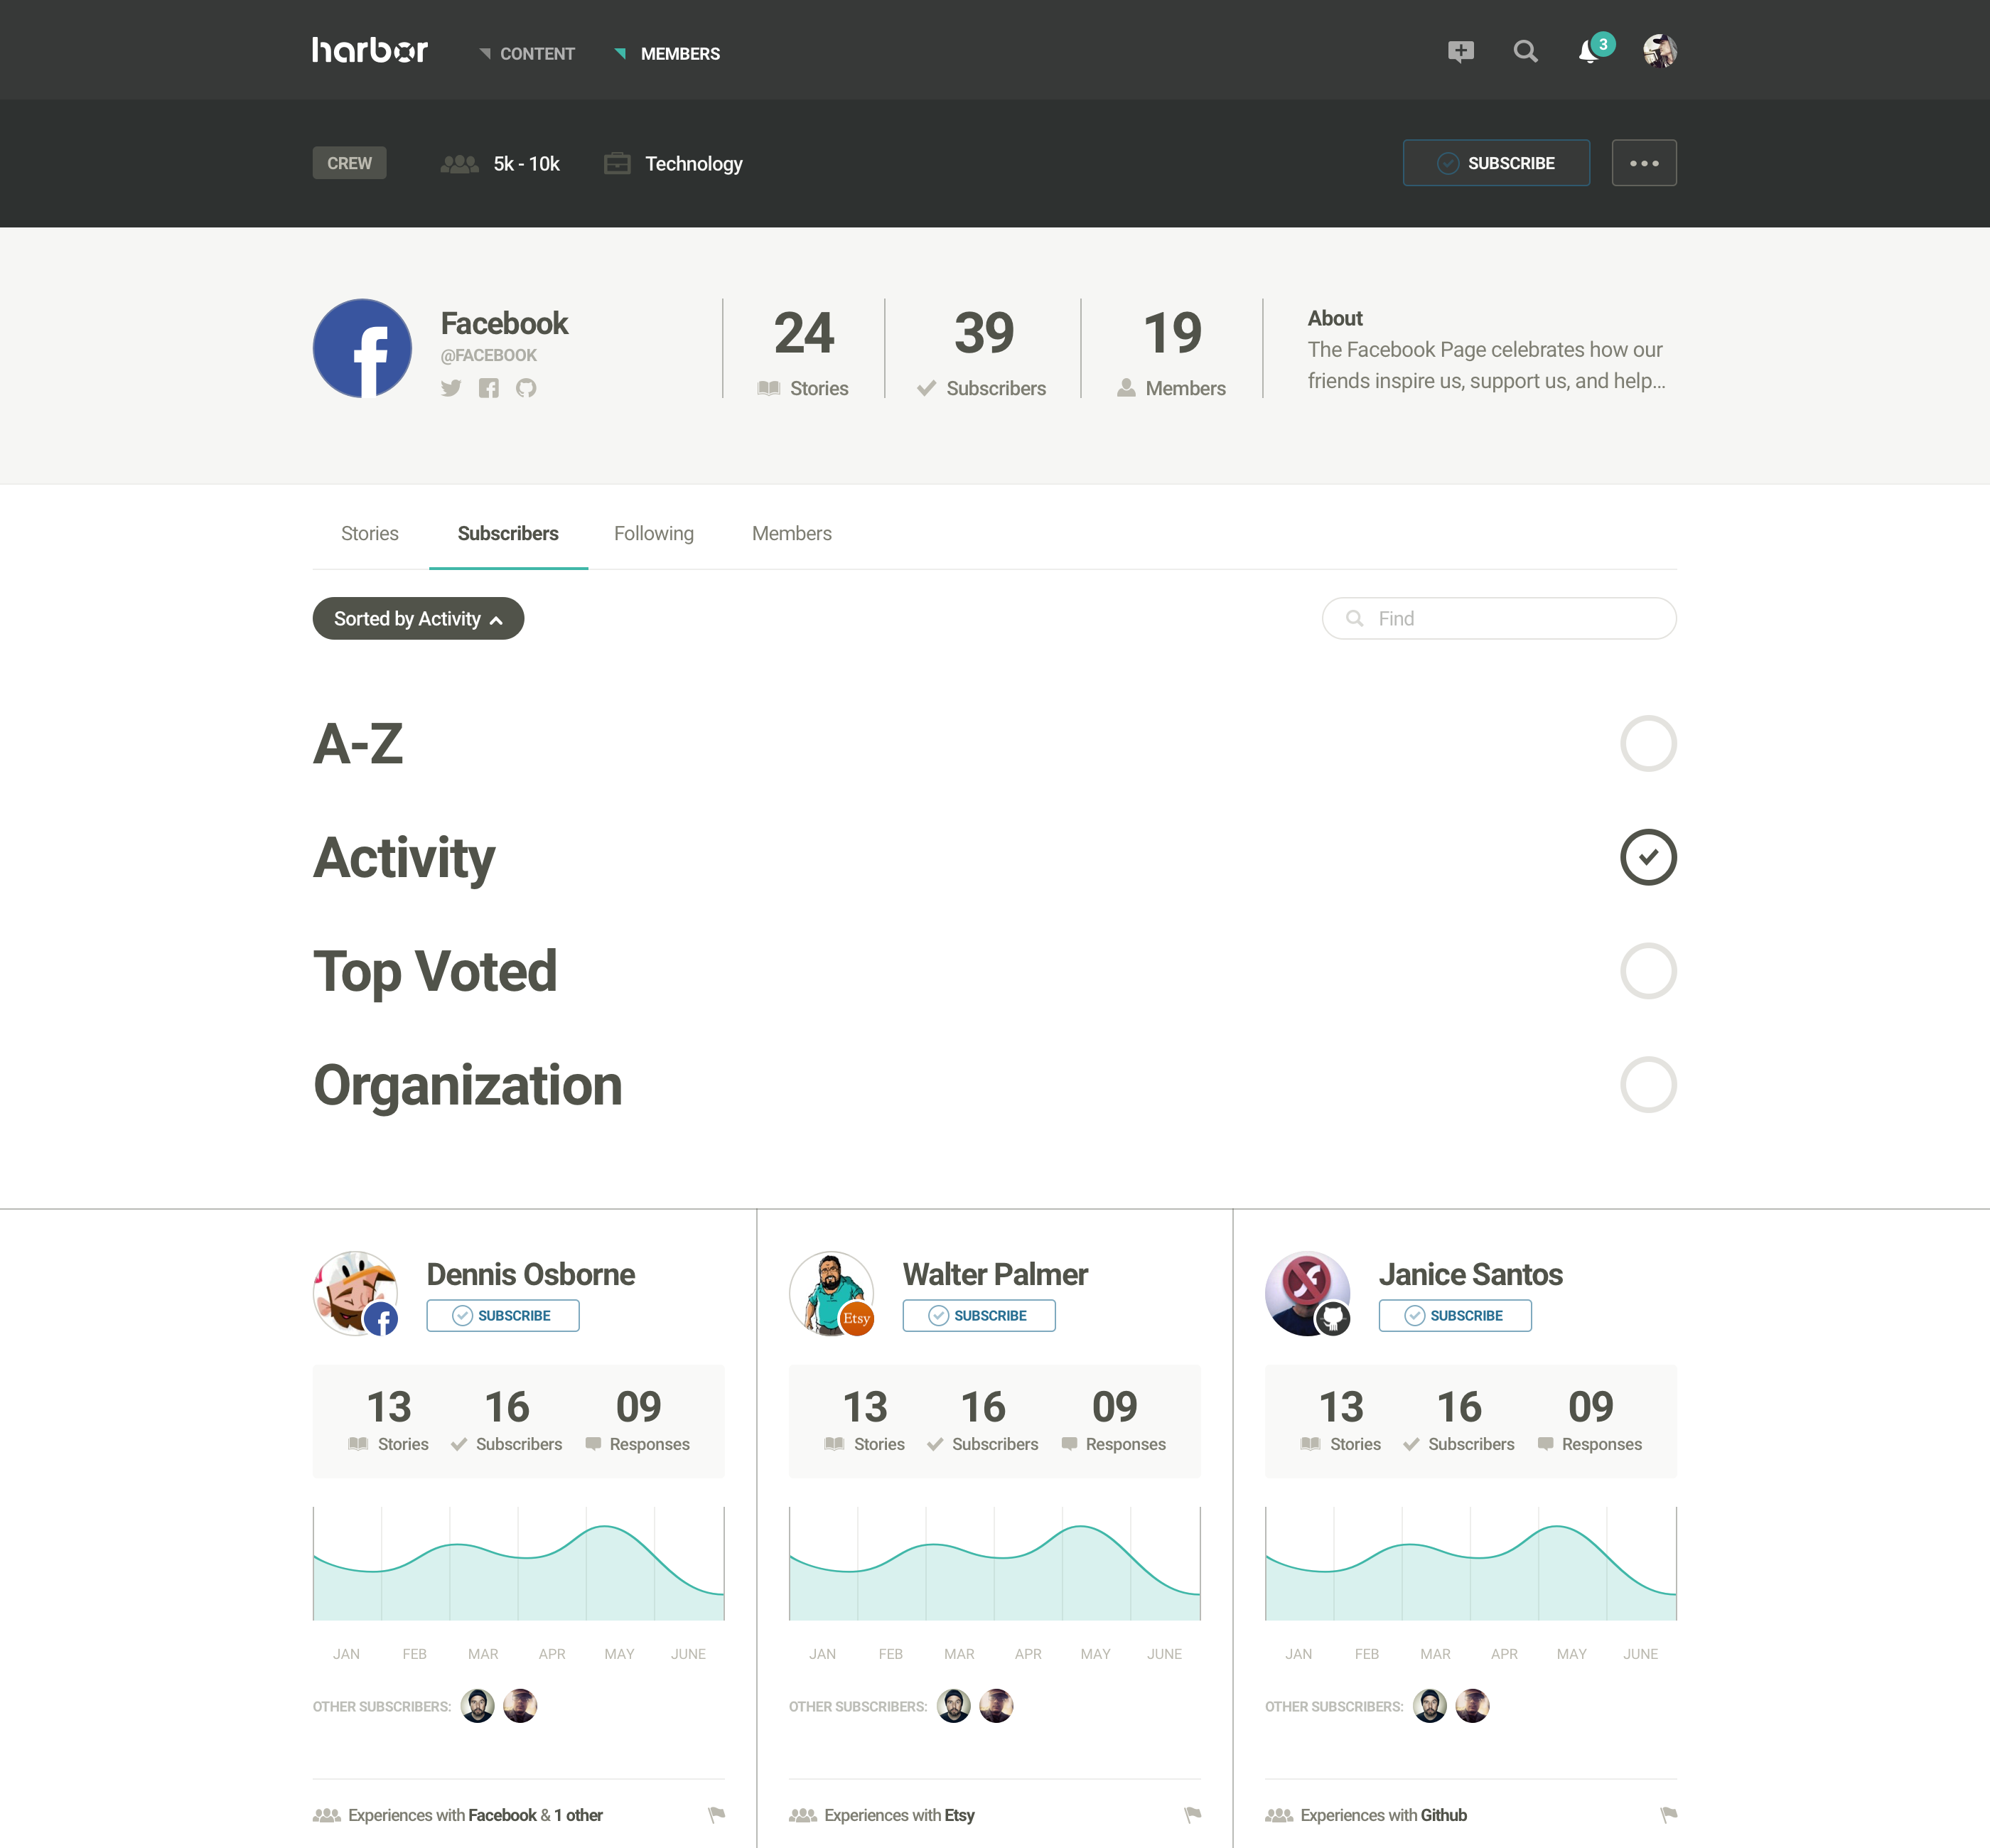 harbor
CONTENT
MEMBERS
3
CREW
5k - 10k
Technology
SUBSCRIBE
Facebook
@FACEBOOK
24
Stories
39
Subscribers
19
Members
About
The Facebook Page celebrates how our
friends inspire us, support us, and help...
Stories
Subscribers
Following
Members
Sorted by Activity
Find
A-Z
Activity
Top Voted
Organization
Dennis Osborne
SUBSCRIBE
13
Stories
16
Subscribers
09
Responses
JAN FEB MAR APR MAY JUNE
OTHER SUBSCRIBERS:
Experiences with Facebook & 1 other
Walter Palmer
Etsy
SUBSCRIBE
13
Stories
16
Subscribers
09
Responses
JAN FEB MAR APR MAY JUNE
OTHER SUBSCRIBERS:
Experiences with Etsy
Janice Santos
SUBSCRIBE
13
Stories
16
Subscribers
09
Responses
JAN FEB MAR APR MAY JUNE
OTHER SUBSCRIBERS:
Experiences with Github